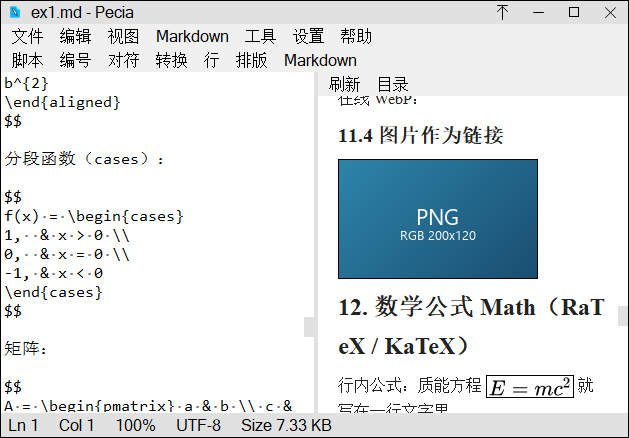 ex1.md - Pecia
文件 编辑 视图 Markdown 工具 设置 帮助
脚本 编号 对符 转换 行 排版 Markdown
b^{2}
\end{aligned}
$$
分段函数（cases）：
$$
f(x)·=·\begin{cases}
1,··&·x·>·0·\\
0,··&·x·=·0·\\
-1,·&·x·<·0
\end{cases}
$$
矩阵：
$$
A·=·\begin{pmatrix}·a·&·b·\\·c·&
刷新 目录
在线 WebP：
11.4 图片作为链接
PNG
RGB 200x120
12. 数学公式 Math（RaT
eX / KaTeX）
行内公式：质能方程 E = mc² 就
写在一行文字里
Ln 1 Col 1 100% UTF-8 Size 7.33 KB